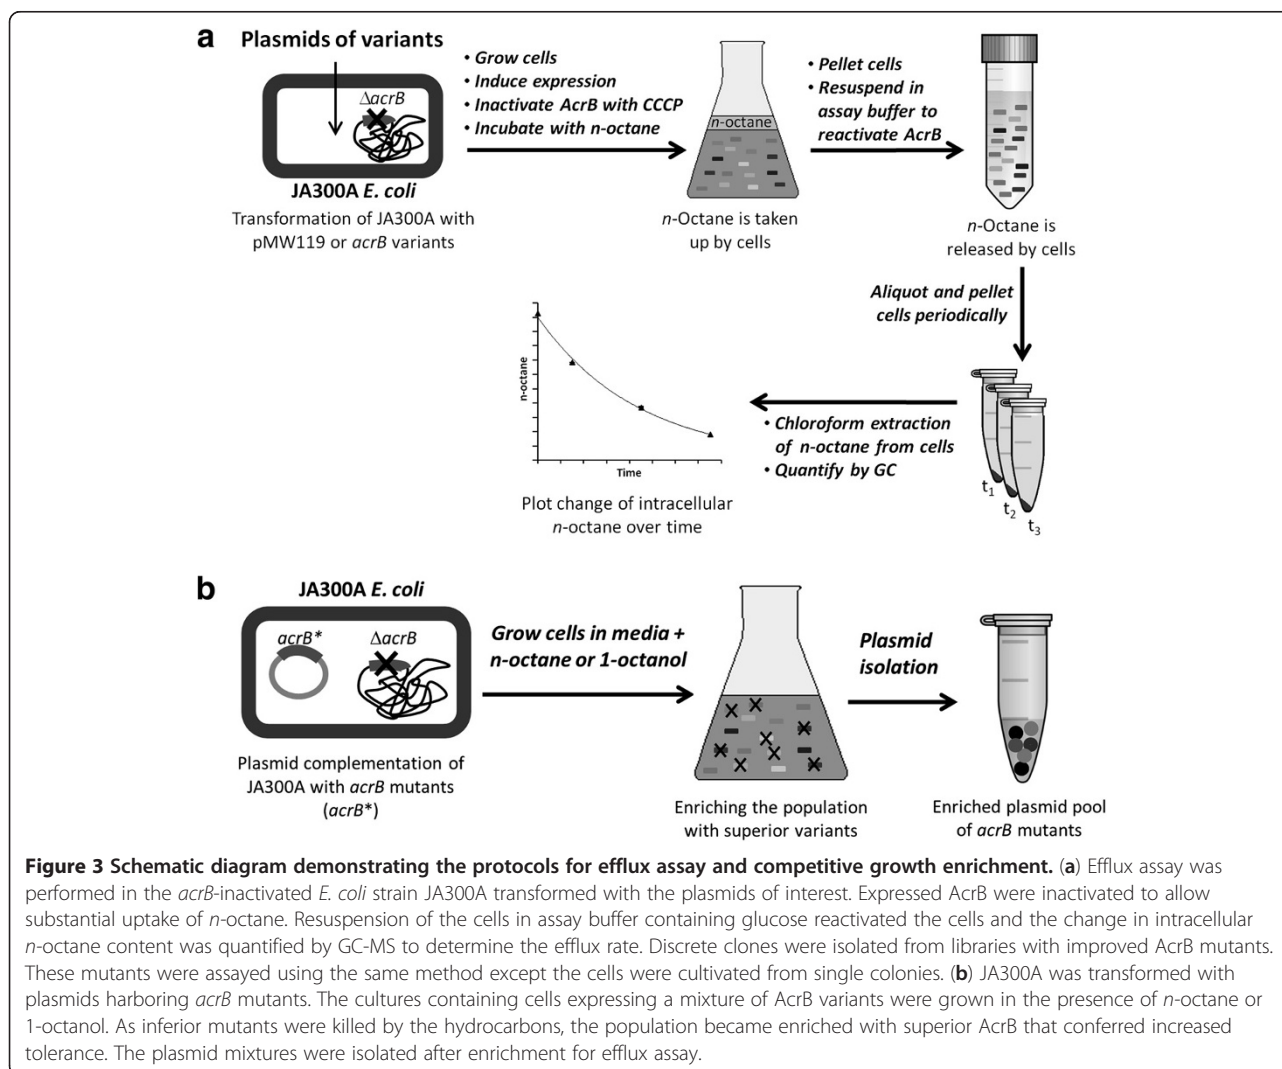 a
Plasmids of variants
ΔacrB
JA300A E. coli
Transformation of JA300A with
pMW119 or acrB variants
• Grow cells
• Induce expression
• Inactivate AcrB with CCCP
• Incubate with n-octane
n-octane
n-Octane is taken
up by cells
• Pellet cells
• Resuspend in
assay buffer to
reactivate AcrB
n-Octane is
released by cells
Aliquot and pellet
cells periodically
t1
t2
t3
• Chloroform extraction
of n-octane from cells
• Quantify by GC
n-octane
Time
Plot change of intracellular
n-octane over time
b
JA300A E. coli
acrB*
ΔacrB
Plasmid complementation of
JA300A with acrB mutants
(acrB*)
Grow cells in media +
n-octane or 1-octanol
Enriching the population
with superior variants
Plasmid
isolation
Enriched plasmid pool
of acrB mutants
Figure 3 Schematic diagram demonstrating the protocols for efflux assay and competitive growth enrichment. (a) Efflux assay was
performed in the acrB-inactivated E. coli strain JA300A transformed with the plasmids of interest. Expressed AcrB were inactivated to allow
substantial uptake of n-octane. Resuspension of the cells in assay buffer containing glucose reactivated the cells and the change in intracellular
n-octane content was quantified by GC-MS to determine the efflux rate. Discrete clones were isolated from libraries with improved AcrB mutants.
These mutants were assayed using the same method except the cells were cultivated from single colonies. (b) JA300A was transformed with
plasmids harboring acrB mutants. The cultures containing cells expressing a mixture of AcrB variants were grown in the presence of n-octane or
1-octanol. As inferior mutants were killed by the hydrocarbons, the population became enriched with superior AcrB that conferred increased
tolerance. The plasmid mixtures were isolated after enrichment for efflux assay.